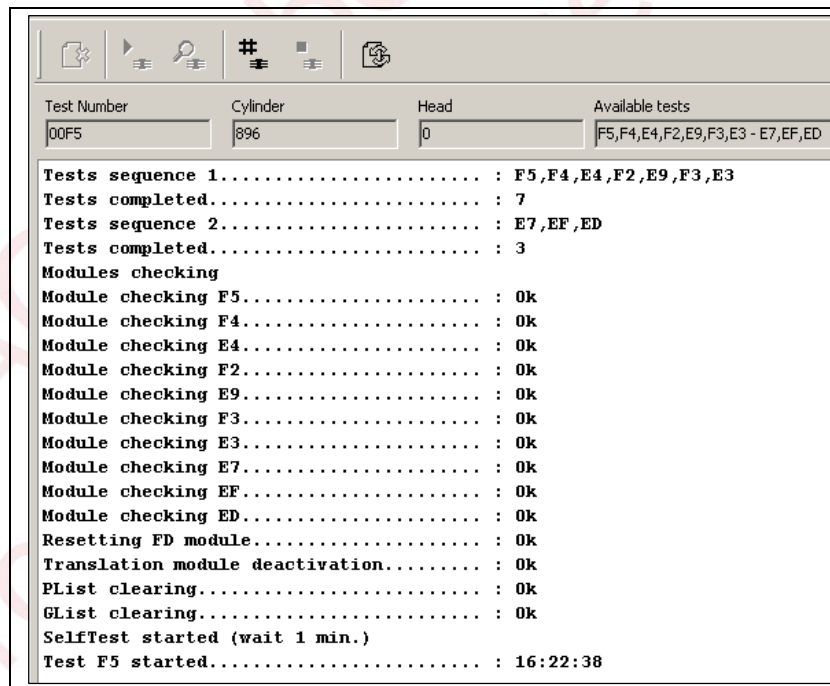 Test Number Cylinder Head Available tests
00F5 896 0 F5,F4,E4,F2,E9,F3,E3 - E7,EF,ED
Tests sequence 1........................ : F5,F4,E4,F2,E9,F3,E3
Tests completed......................... : 7
Tests sequence 2........................ : E7,EF,ED
Tests completed......................... : 3
Modules checking
Module checking F5...................... : Ok
Module checking F4...................... : Ok
Module checking E4...................... : Ok
Module checking F2...................... : Ok
Module checking E9...................... : Ok
Module checking F3...................... : Ok
Module checking E3...................... : Ok
Module checking E7...................... : Ok
Module checking EF...................... : Ok
Module checking ED...................... : Ok
Resetting FD module..................... : Ok
Translation module deactivation......... : Ok
PList clearing.......................... : Ok
GList clearing.......................... : Ok
SelfTest started (wait 1 min.)
Test F5 started......................... : 16:22:38